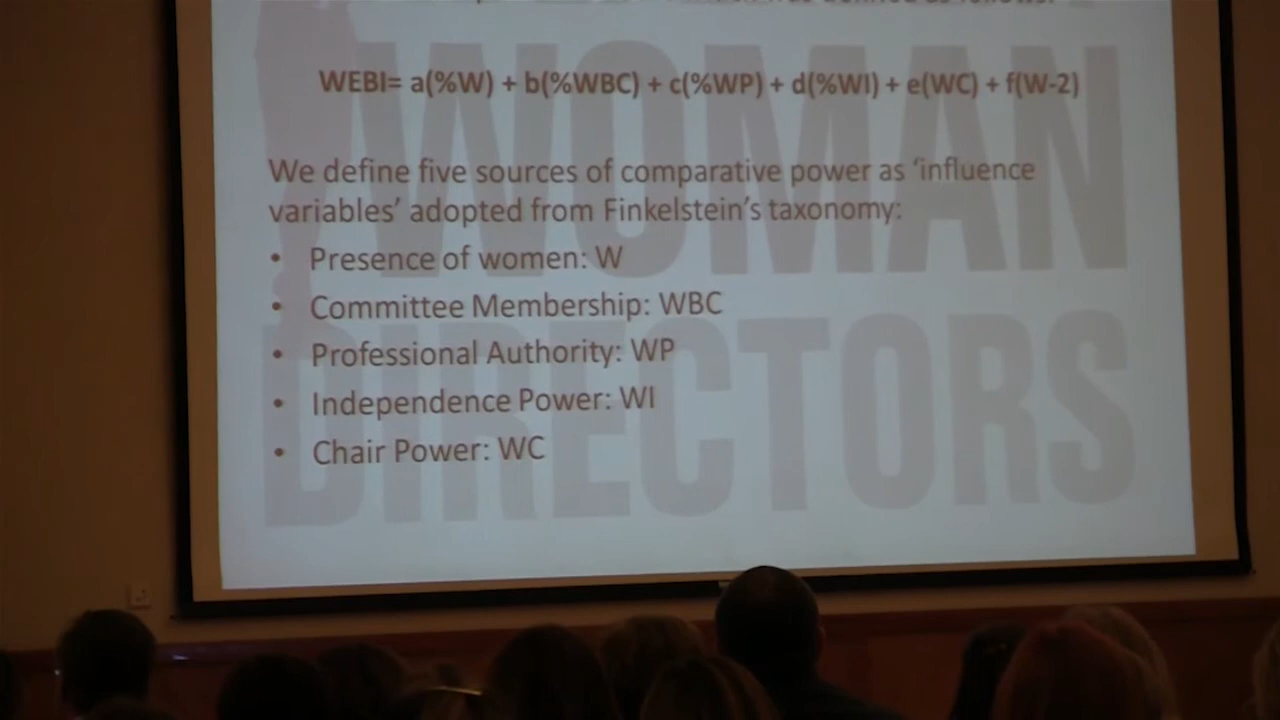 WEBI= a(%W) + b(%WBC) + c(%WP) + d(%WI) + e(WC) + f(W-2)
We define five sources of comparative power as ‘influence
variables’ adopted from Finkelstein’s taxonomy:
• Presence of women: W
• Committee Membership: WBC
• Professional Authority: WP
• Independence Power: WI
• Chair Power: WC
WOMAN
DIRECTORS